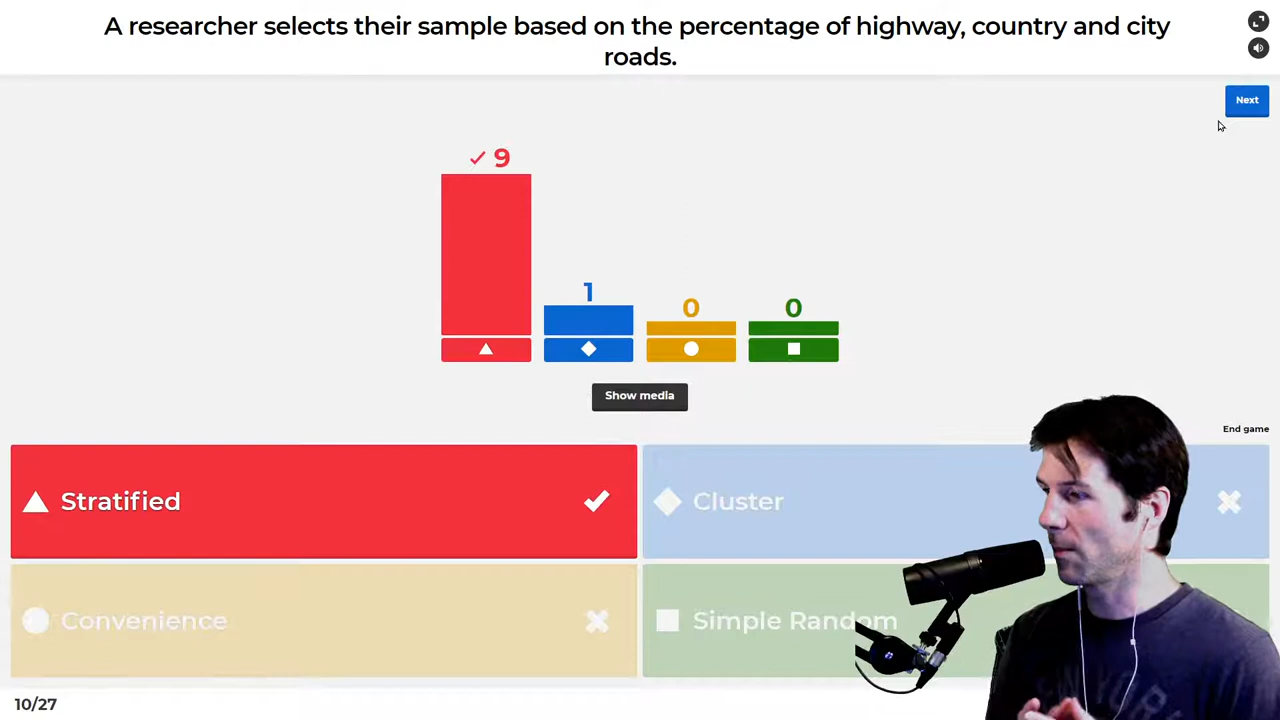 A researcher selects their sample based on the percentage of highway, country and city
roads.
Next
9
1
0
0
Show media
End game
Stratified
Cluster
Convenience
Simple Random
10/27